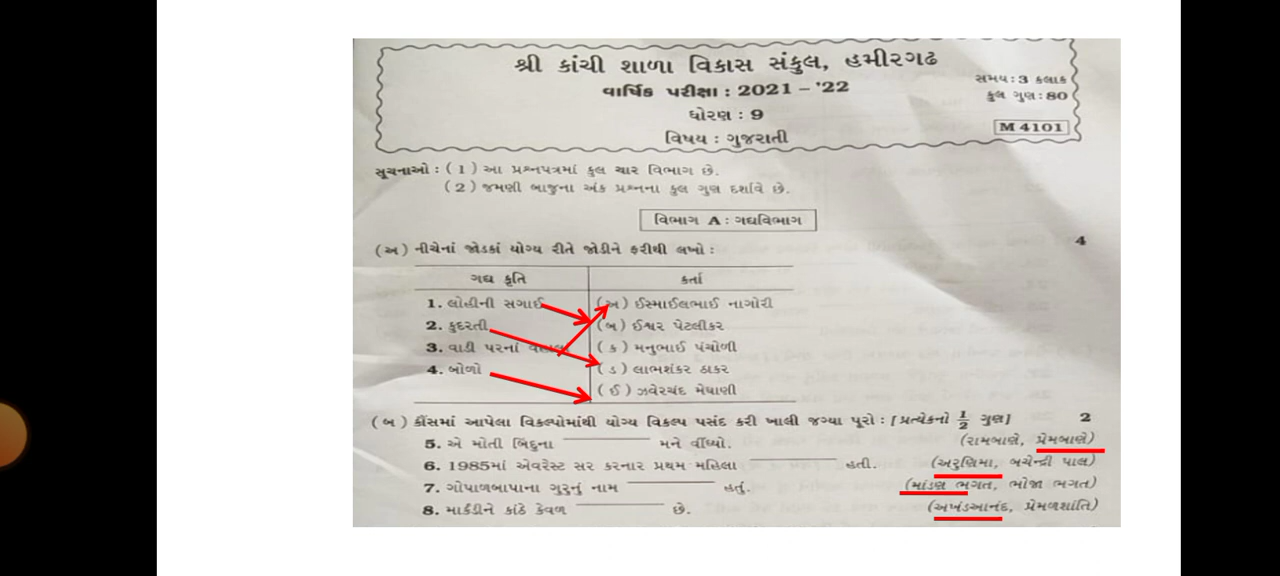 શ્રી કાંચી શાળા વિકાસ સંકુલ, હમીરગઢ
વાર્ષિક પરીક્ષા : 2021 - '22
સમય : 3 કલાક
કુલ ગુણ : 80
ધોરણ : 9
M 4101
વિષય : ગુજરાતી
સૂચનાઓ : ( 1 ) આ પ્રશ્નપત્રમાં કુલ ચાર વિભાગ છે.
( 2 ) જમણી બાજુના અંક પ્રશ્નના કુલ ગુણ દર્શાવે છે.
વિભાગ A : ગદ્યવિભાગ
(અ) નીચેનાં જોડકાં યોગ્ય રીતે જોડીને ફરીથી લખો : 4
ગદ્ય કૃતિ કર્તા
1. લોહીની સગાઈ (અ) ઈસ્માઈલભાઈ નાગોરી
2. કુદરતી (બ) ઈશ્વર પેટલીકર
3. વાડી પરનાં (ક) મનુભાઈ પંચોળી
4. બોળો (ડ) લાભશંકર ઠાકર
(ઈ) ઝવેરચંદ મેઘાણી
(બ) કૌંસમાં આપેલા વિકલ્પોમાંથી યોગ્ય વિકલ્પ પસંદ કરી ખાલી જગ્યા પૂરો : [પ્રત્યેકનો 1/2 ગુણ] 2
5. એ મોતી બિંદુના ________ મને વીંધ્યો. (રામબાણે, પ્રેમબાણે)
6. 1985માં એવરેસ્ટ સર કરનાર પ્રથમ મહિલા ________ હતી. (અરુણિમા, બચેન્દ્રી પાલ)
7. ગોપાળબાપાના ગુરુનું નામ ________ હતું. (માંડણ ભગત, ભોજા ભગત)
8. માર્કડીને કાંઠે કેવળ ________ છે. (અખંડઆનંદ, પ્રેમળશાંતિ)